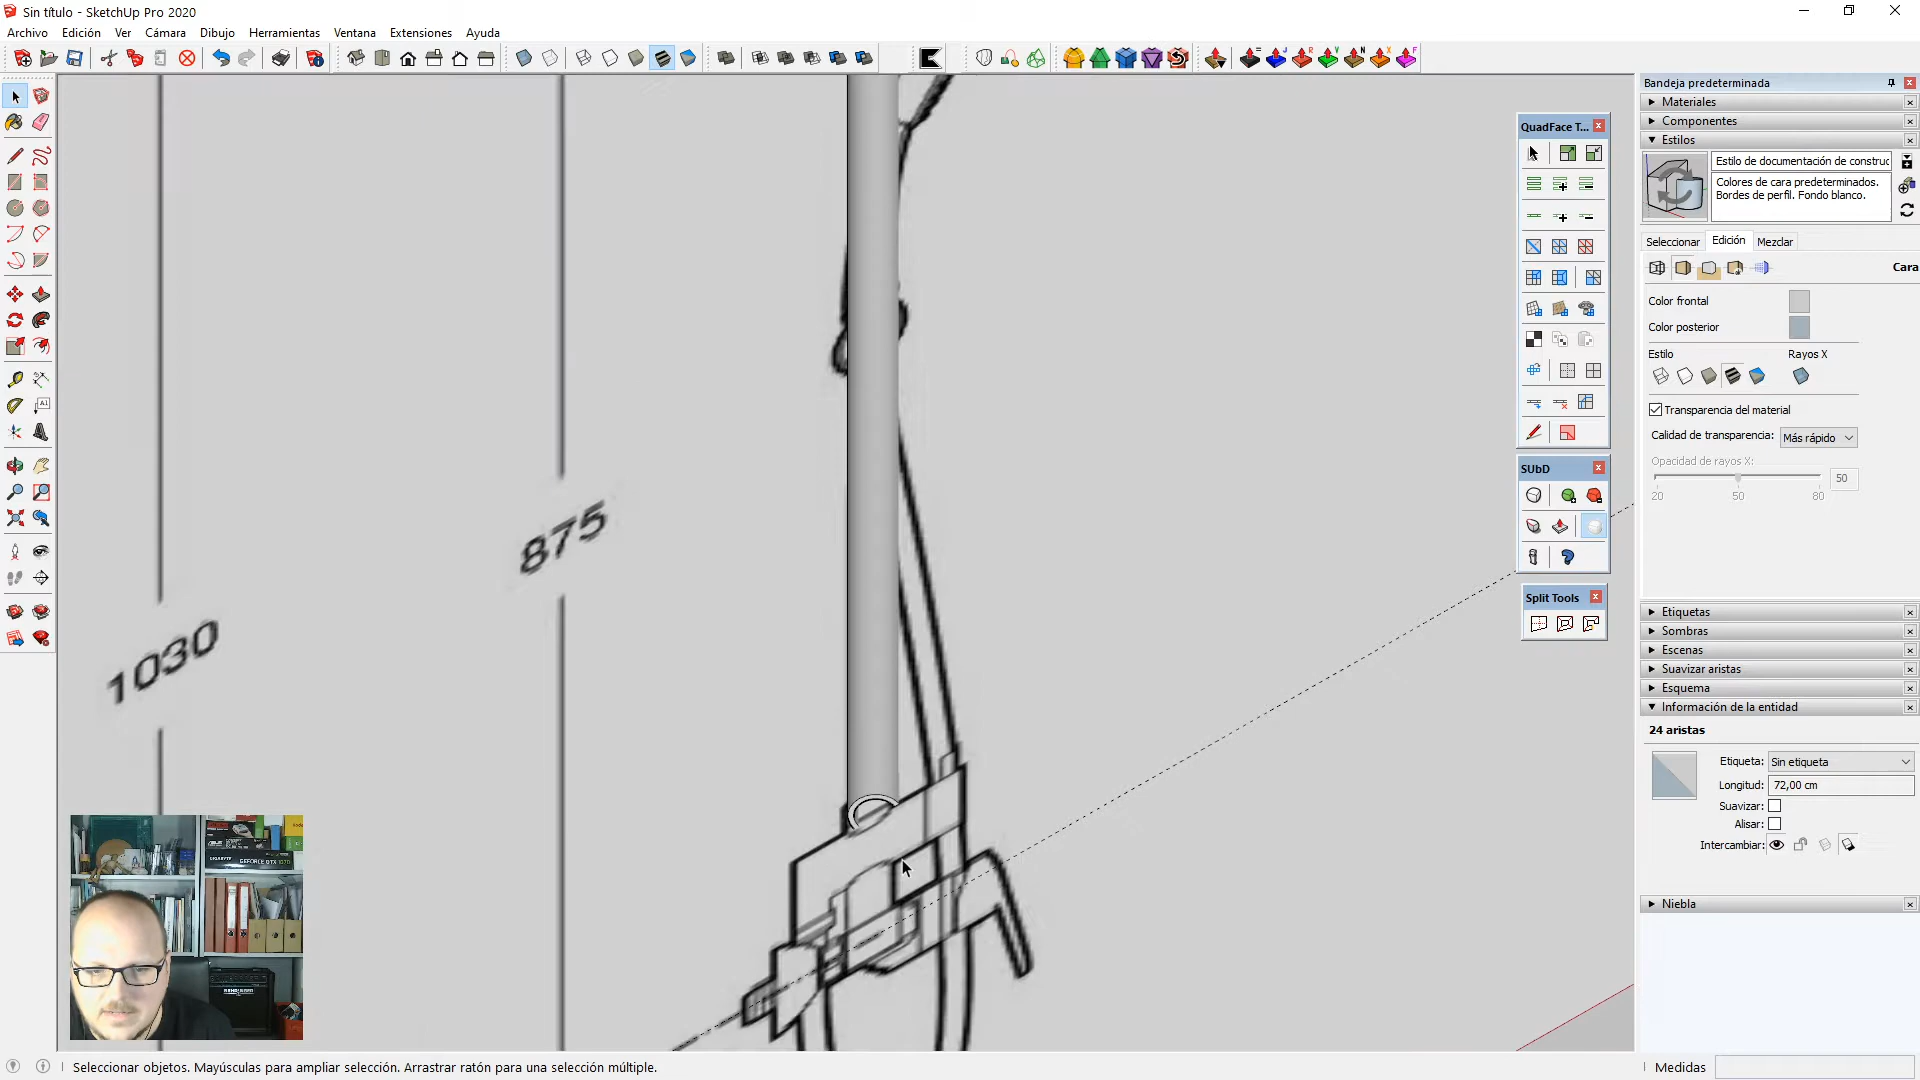 Sin título - SketchUp Pro 2020
Archivo Edición Ver Cámara Dibujo Herramientas Ventana Extensiones Ayuda
Bandeja predeterminada
Materiales
Componentes
Estilos
Estilo de documentación de construc
Colores de cara predeterminados.
Bordes de perfil. Fondo blanco.
Seleccionar Edición Mezclar
Cara
Color frontal
Color posterior
Estilo Rayos X
Transparencia del material
Calidad de transparencia: Más rápido
Opacidad de rayos X:
50
20 50 80
Etiquetas
Sombras
Escenas
Suavizar aristas
Esquema
Información de la entidad
24 aristas
Etiqueta: Sin etiqueta
Longitud: 72,00 cm
Suavizar:
Alisar:
Intercambiar:
Niebla
QuadFace T...
SUbD
Split Tools
875
1030
GIGABYTE GEFORCE GTX 1070
Seleccionar objetos. Mayúsculas para ampliar selección. Arrastrar ratón para una selección múltiple.
Medidas